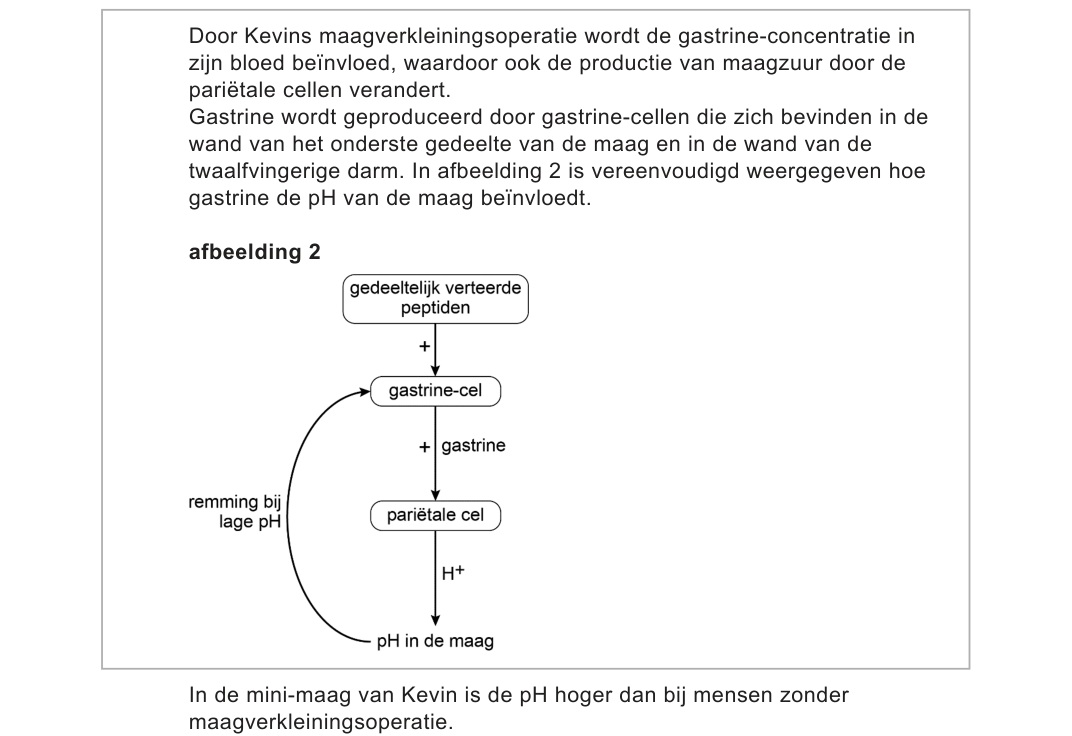 Door Kevins maagverkleiningsoperatie wordt de gastrine-concentratie in
zijn bloed beïnvloed, waardoor ook de productie van maagzuur door de
pariëtale cellen verandert.
Gastrine wordt geproduceerd door gastrine-cellen die zich bevinden in de
wand van het onderste gedeelte van de maag en in de wand van de
twaalfvingerige darm. In afbeelding 2 is vereenvoudigd weergegeven hoe
gastrine de pH van de maag beïnvloedt.
afbeelding 2
gedeeltelijk verteerde
peptiden
+
gastrine-cel
+ gastrine
remming bij
lage pH
pariëtale cel
H+
pH in de maag
In de mini-maag van Kevin is de pH hoger dan bij mensen zonder
maagverkleiningsoperatie.